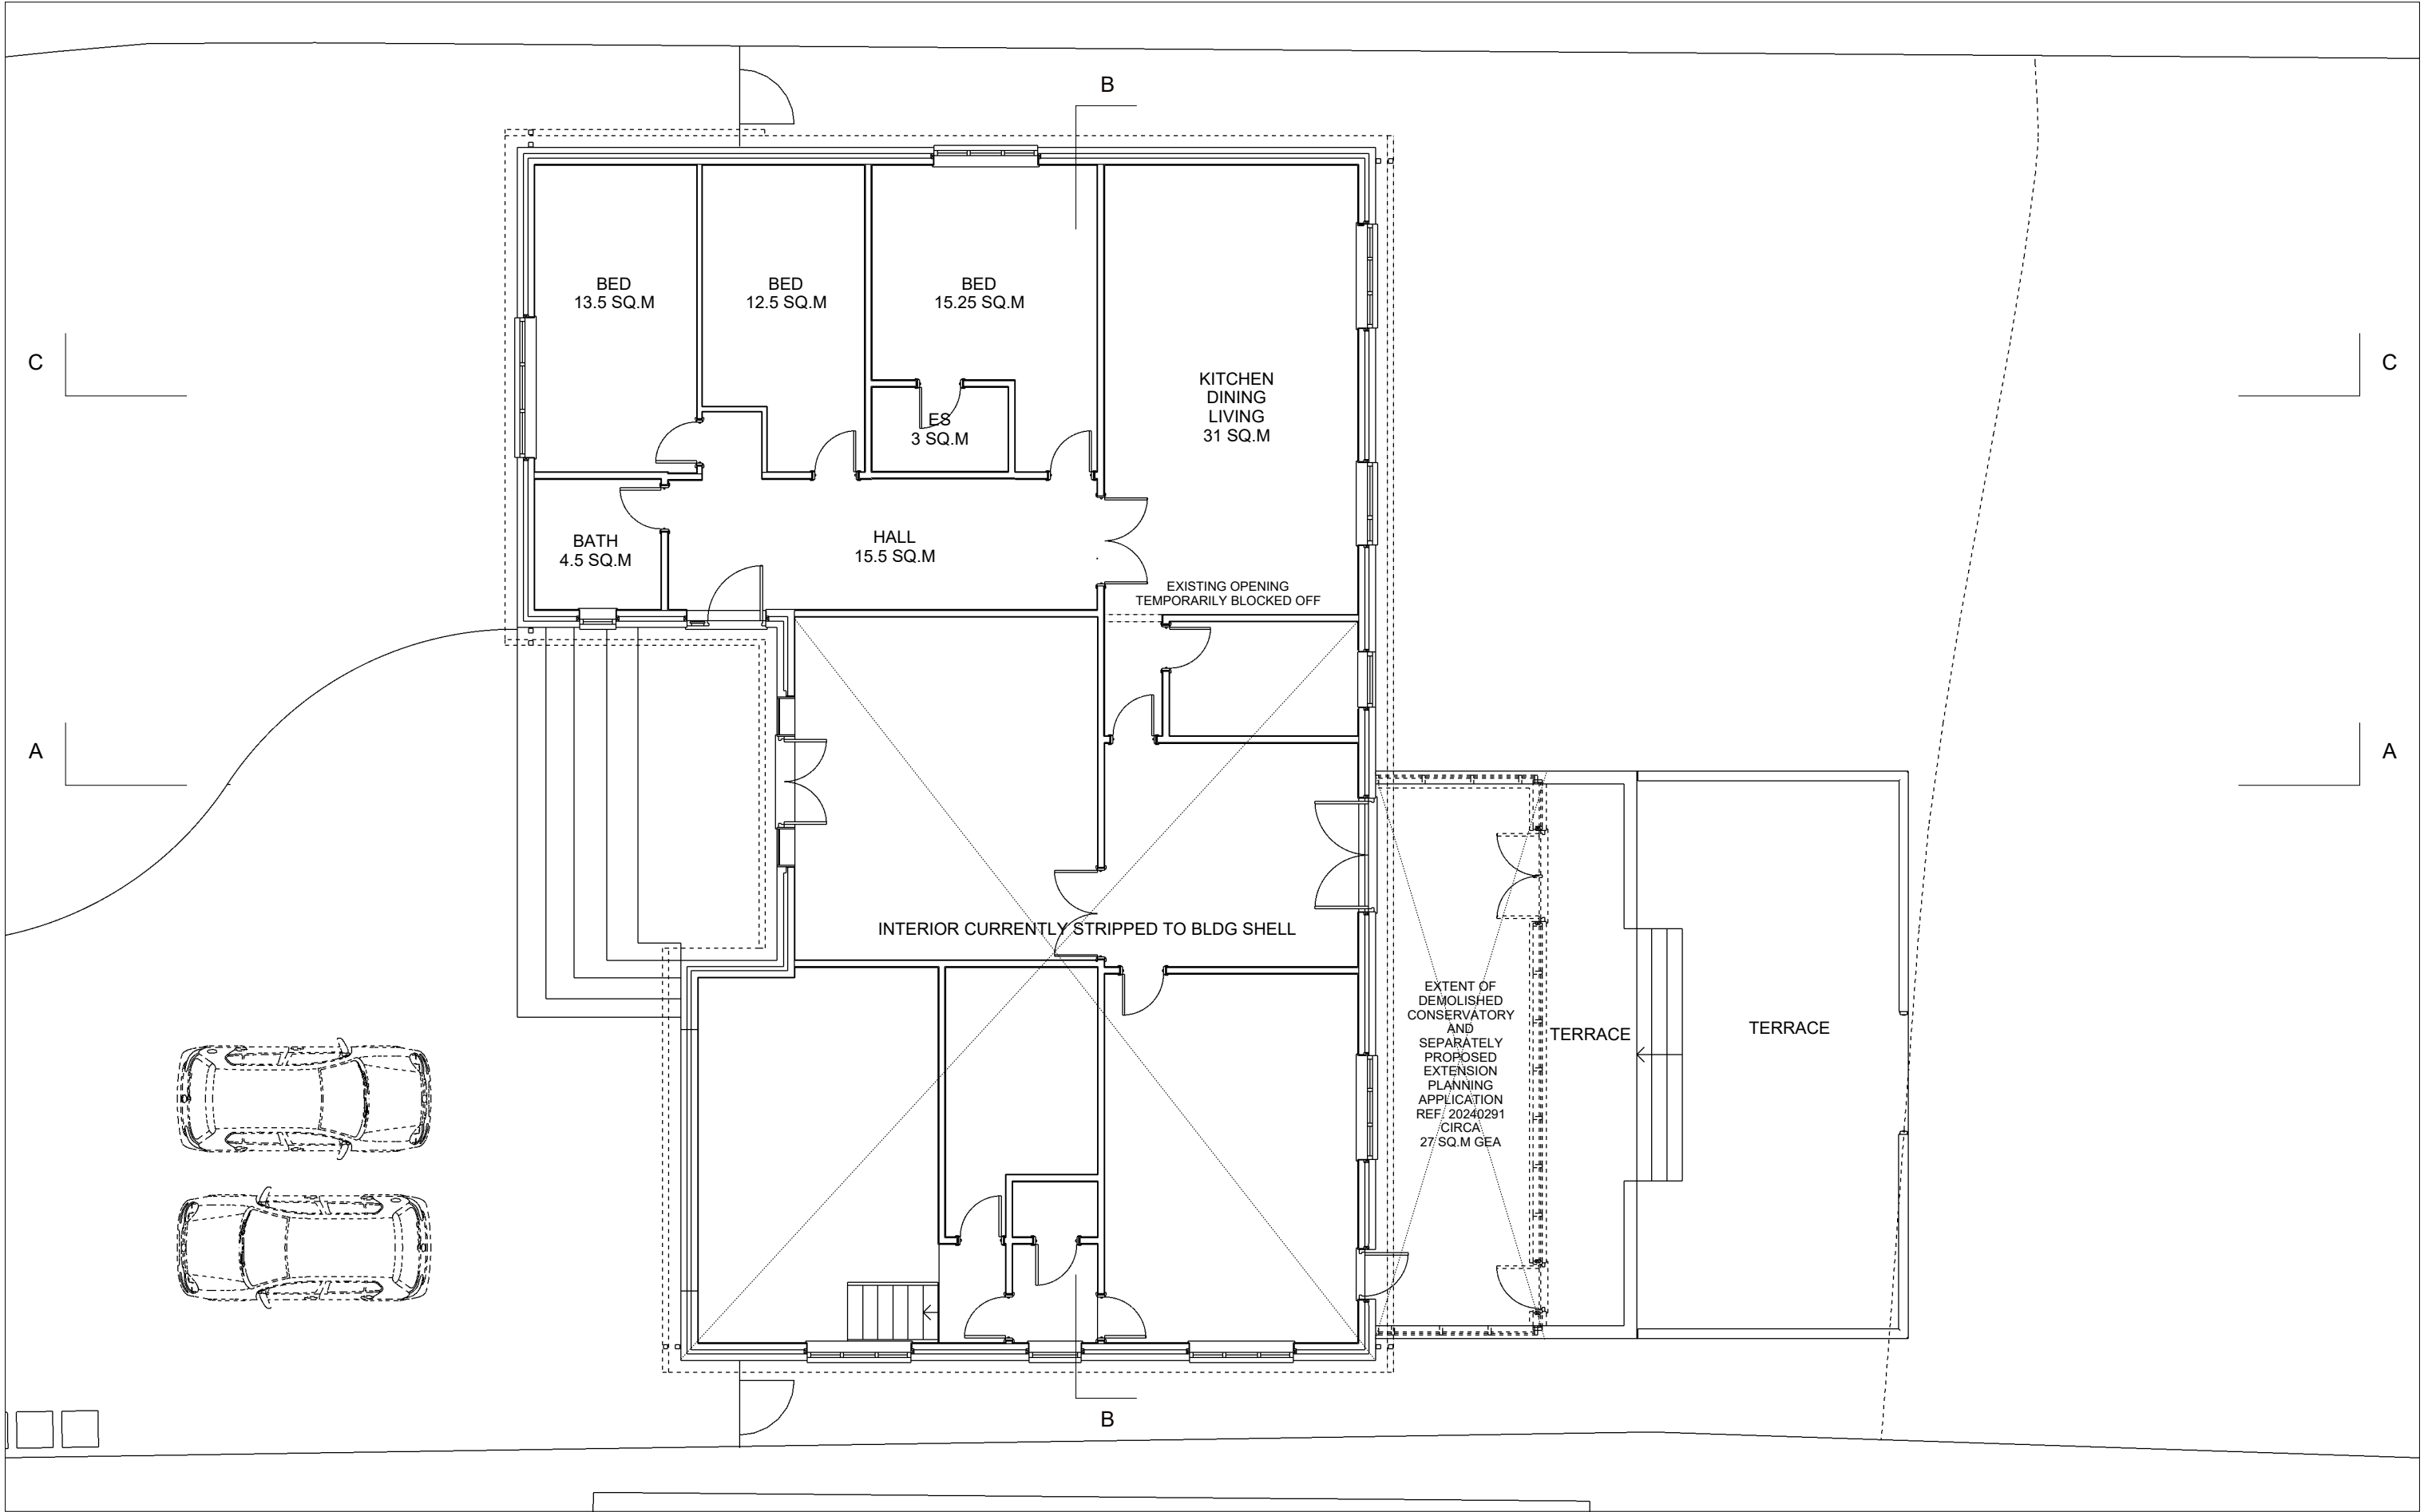 B
BED
13.5 SQ.M
BED
12.5 SQ.M
BED
15.25 SQ.M
C
C
KITCHEN
DINING
LIVING
31 SQ.M
ES
3 SQ.M
BATH
4.5 SQ.M
HALL
15.5 SQ.M
EXISTING OPENING
TEMPORARILY BLOCKED OFF
A
A
INTERIOR CURRENTLY STRIPPED TO BLDG SHELL
EXTENT OF
DEMOLISHED
CONSERVATORY
AND
SEPARATELY
PROPOSED
EXTENSION
PLANNING
APPLICATION
REF. 20240291
CIRCA
27 SQ.M GEA
TERRACE
TERRACE
B